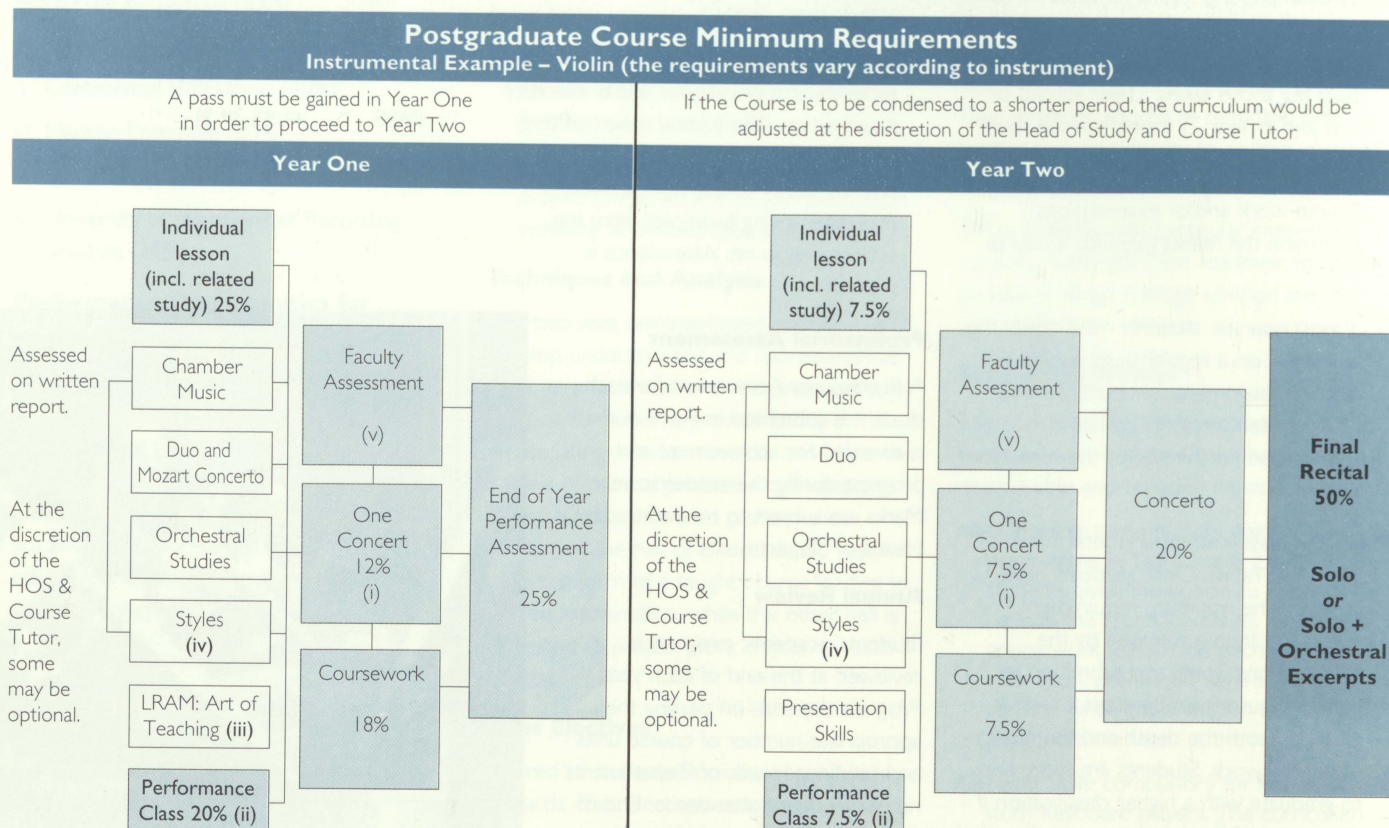 Postgraduate Course Minimum Requirements
Instrumental Example – Violin (the requirements vary according to instrument)
A pass must be gained in Year One
in order to proceed to Year Two
If the Course is to be condensed to a shorter period, the curriculum would be
adjusted at the discretion of the Head of Study and Course Tutor
Year One
Individual
lesson
(incl. related
study) 25%
Assessed
on written
report.
At the
discretion
of the
HOS &
Course
Tutor,
some
may be
optional.
Chamber
Music
Duo and
Mozart Concerto
Orchestral
Studies
Styles
(iv)
LRAM: Art of
Teaching (iii)
Performance
Class 20% (ii)
Faculty
Assessment
(v)
One
Concert
12%
(i)
Coursework
18%
End of Year
Performance
Assessment
25%
Year Two
Individual
lesson
(incl. related
study) 7.5%
Assessed
on written
report.
At the
discretion
of the
HOS &
Course
Tutor,
some
may be
optional.
Chamber
Music
Duo
Orchestral
Studies
Styles
(iv)
Presentation
Skills
Performance
Class 7.5% (ii)
Faculty
Assessment
(v)
One
Concert
7.5%
(i)
Coursework
7.5%
Concerto
20%
Final
Recital
50%
Solo
or
Solo +
Orchestral
Excerpts